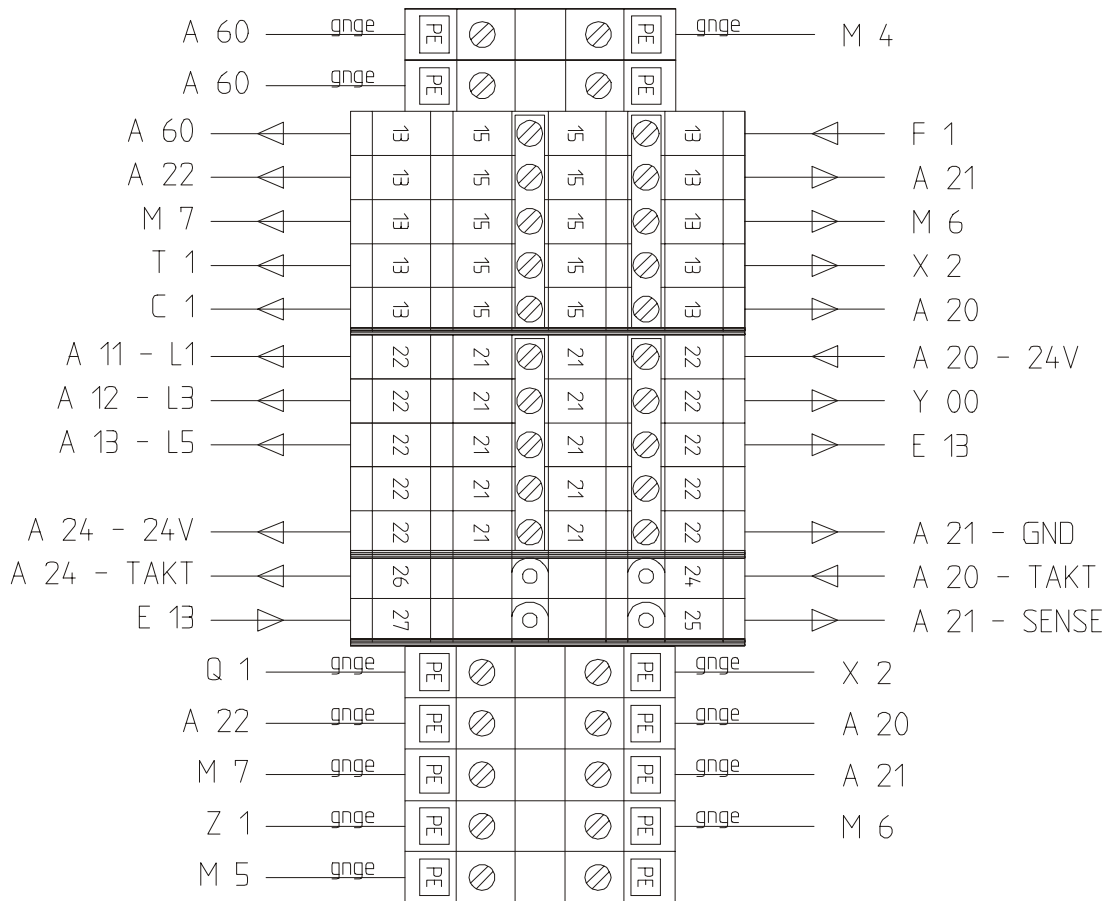 A 60 gnge PE PE gnge M 4
A 60 gnge PE PE
A 60 13 15 15 13 F 1
A 22 13 15 15 13 A 21
M 7 13 15 15 13 M 6
T 1 13 15 15 13 X 2
C 1 13 15 15 13 A 20
A 11 - L1 22 21 21 22 A 20 - 24V
A 12 - L3 22 21 21 22 Y 00
A 13 - L5 22 21 21 22 E 13
22 21 21 22
A 24 - 24V 22 21 21 22 A 21 - GND
A 24 - TAKT 26 24 A 20 - TAKT
E 13 27 25 A 21 - SENSE
Q 1 gnge PE PE gnge X 2
A 22 gnge PE PE gnge A 20
M 7 gnge PE PE gnge A 21
Z 1 gnge PE PE gnge M 6
M 5 gnge PE PE